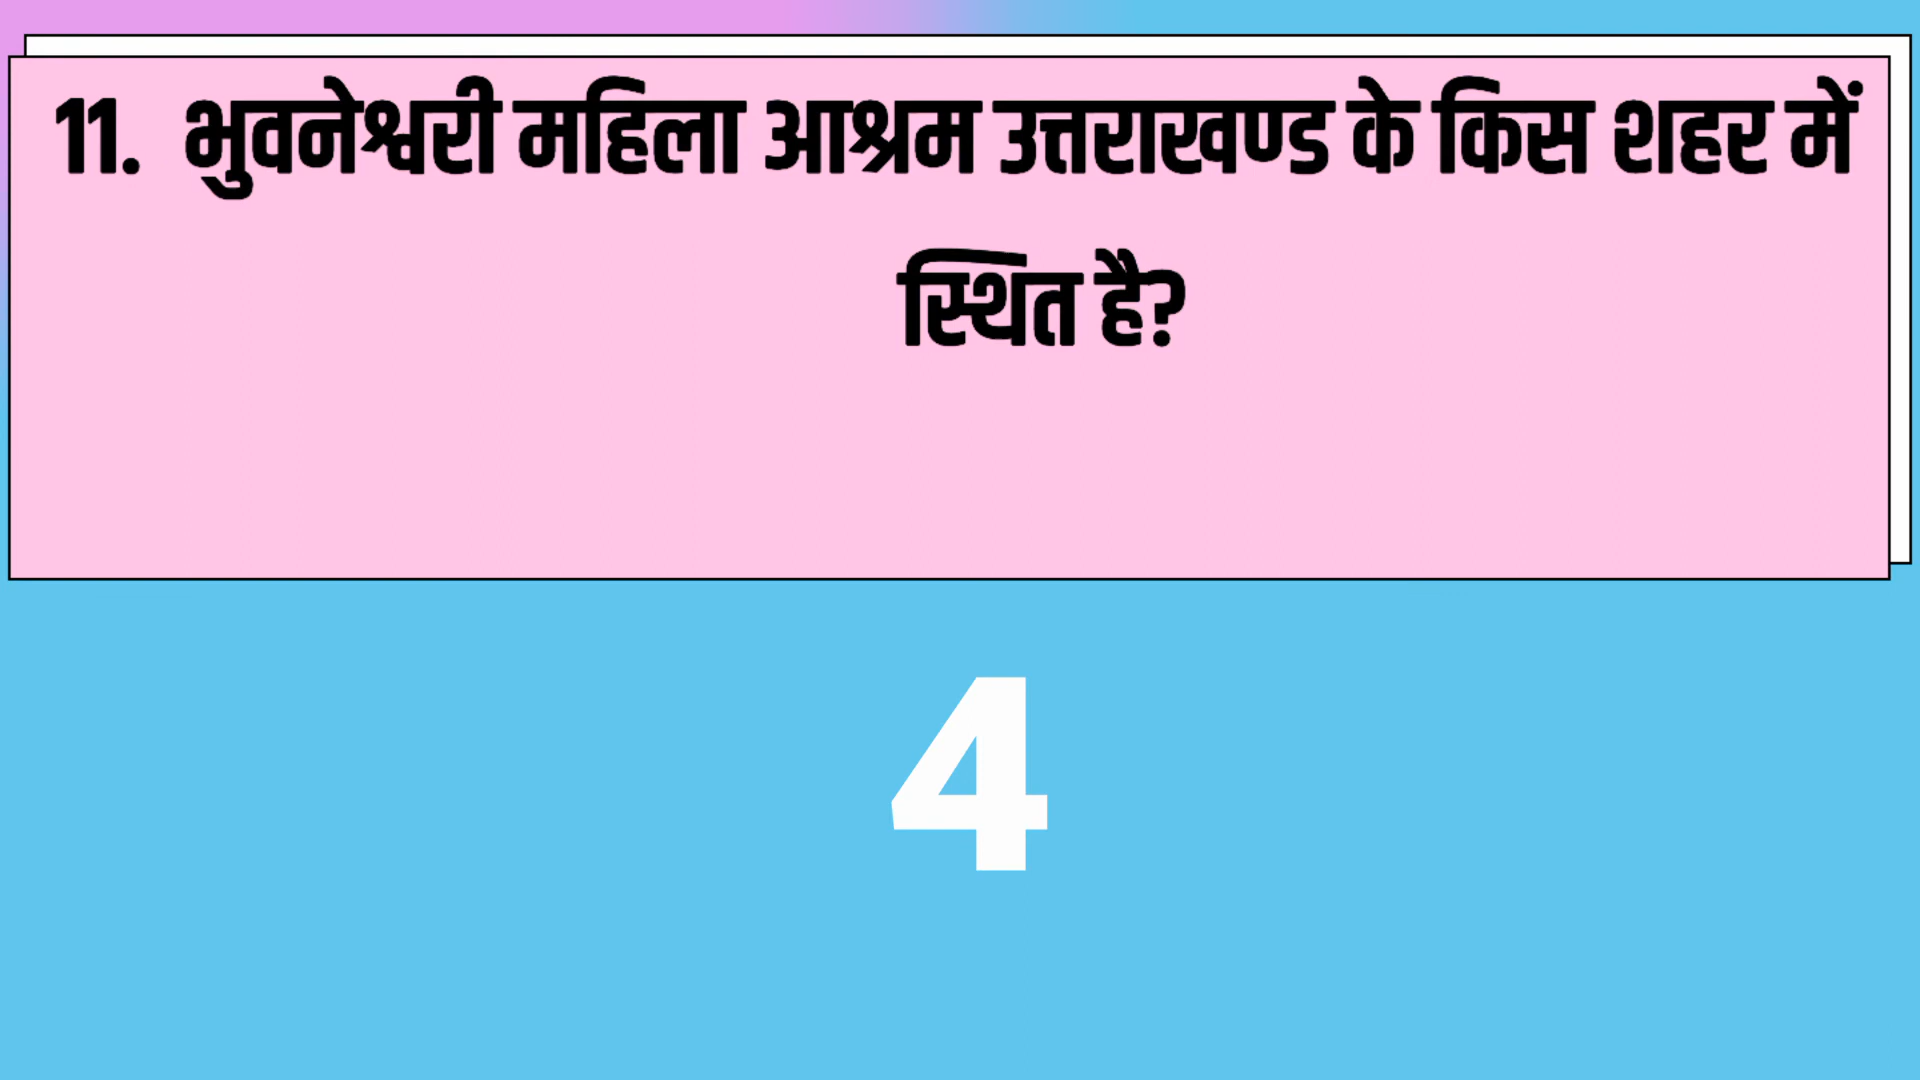 11. भुवनेश्वरी महिला आश्रम उत्तराखण्ड के किस शहर में
स्थित है?
4